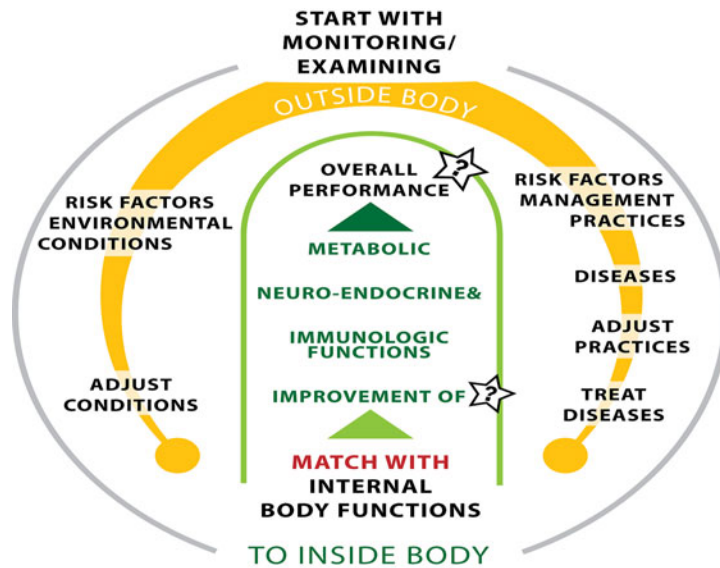 START WITH
MONITORING/
EXAMINING
OUTSIDE BODY
RISK FACTORS
ENVIRONMENTAL
CONDITIONS
ADJUST
CONDITIONS
OVERALL
PERFORMANCE ?
METABOLIC
NEURO-ENDOCRINE&
IMMUNOLOGIC
FUNCTIONS
IMPROVEMENT OF ?
MATCH WITH
INTERNAL
BODY FUNCTIONS
RISK FACTORS
MANAGEMENT
PRACTICES
DISEASES
ADJUST
PRACTICES
TREAT
DISEASES
TO INSIDE BODY